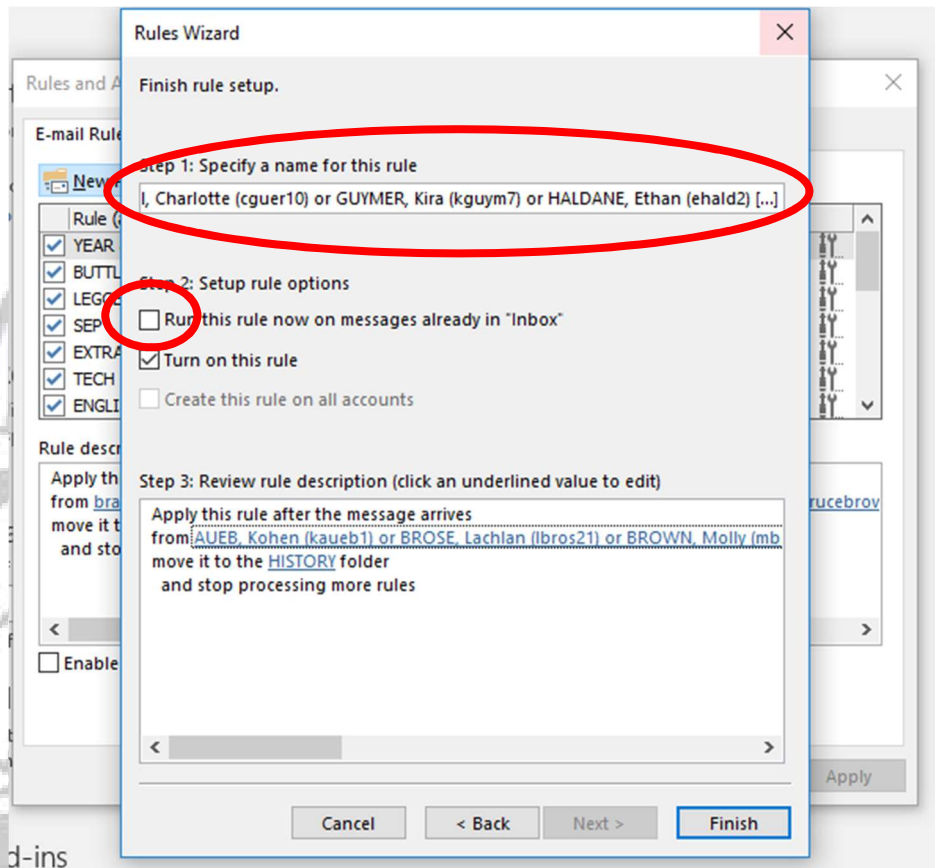 Rules Wizard
Rules and A
Finish rule setup.
E-mail Rule
Step 1: Specify a name for this rule
New
I, Charlotte (cguer10) or GUYMER, Kira (kguym7) or HALDANE, Ethan (ehald2) [...]
Rule (
YEAR
BUTTL
Step 2: Setup rule options
LEGGE
Run this rule now on messages already in "Inbox"
SEP
EXTRA
Turn on this rule
TECH
Create this rule on all accounts
ENGLI
Rule descr
Step 3: Review rule description (click an underlined value to edit)
Apply th
Apply this rule after the message arrives
from bra
rucebrov
from AUEB, Kohen (kaueb1) or BROSE, Lachlan (lbros21) or BROWN, Molly (mb
move it t
move it to the HISTORY folder
and sto
and stop processing more rules
Enable
Apply
Cancel
< Back
Next >
Finish
d-ins